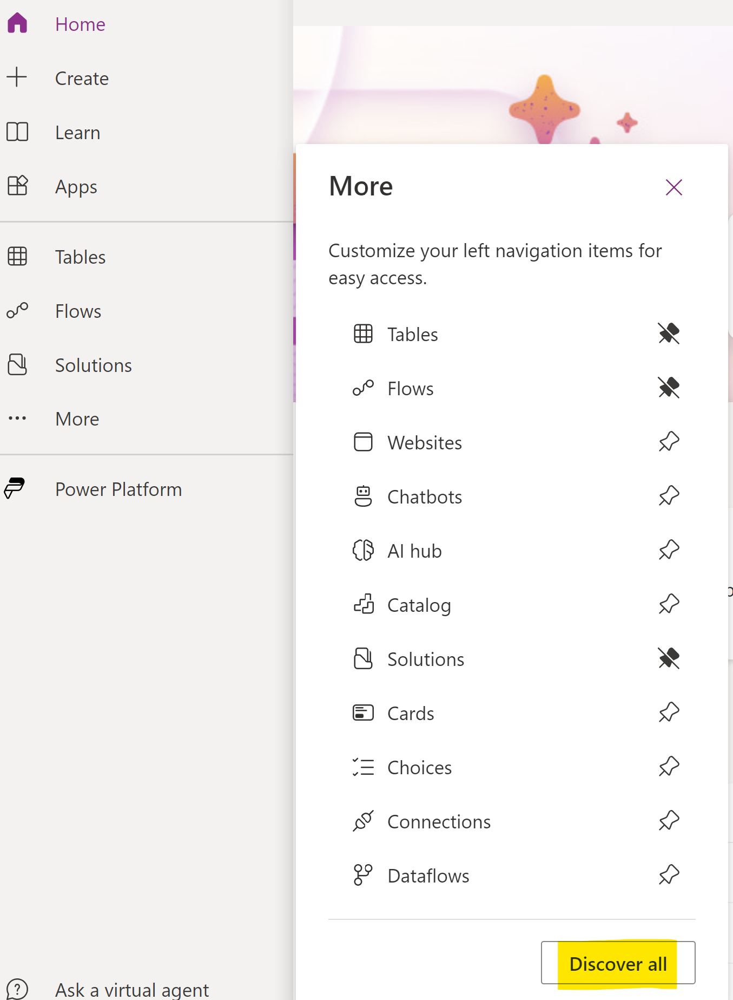 Home
Create
Learn
Apps
Tables
Flows
Solutions
More
Power Platform
Ask a virtual agent
More
Customize your left navigation items for
easy access.
Tables
Flows
Websites
Chatbots
AI hub
Catalog
Solutions
Cards
Choices
Connections
Dataflows
Discover all